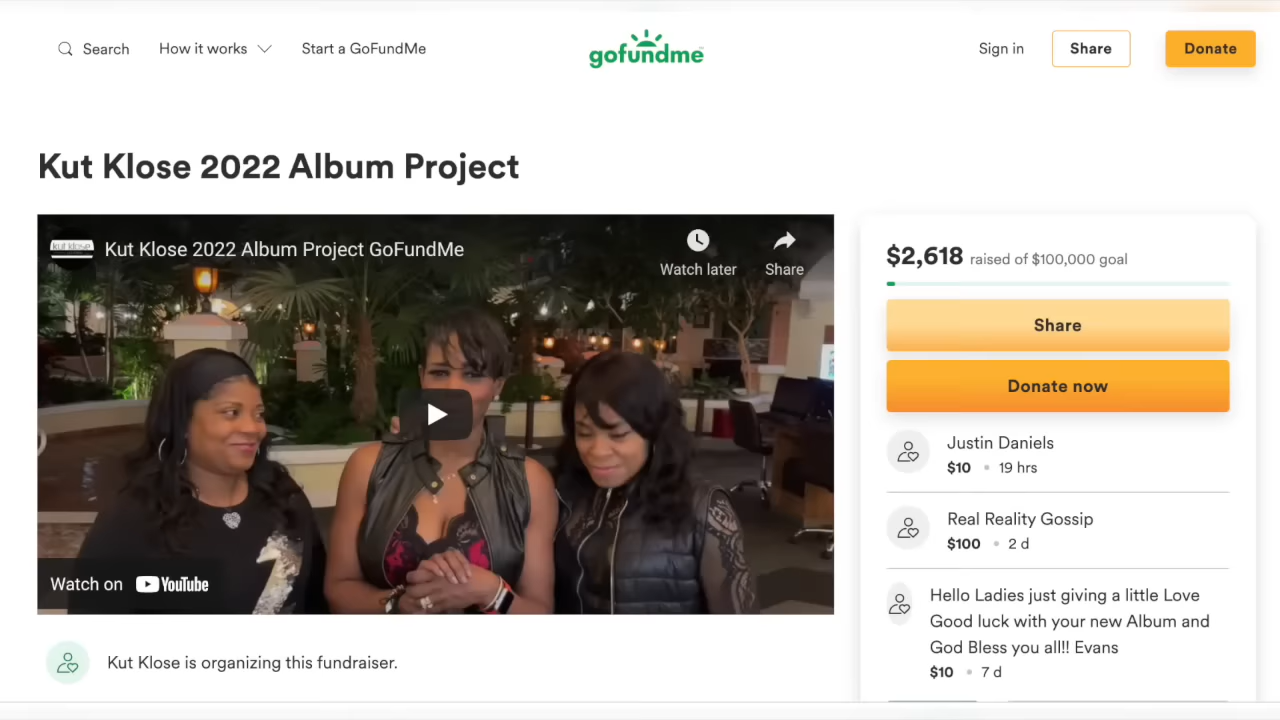 Search
How it works
Start a GoFundMe
gofundme
Sign in
Share
Donate
Kut Klose 2022 Album Project
kut klose
Kut Klose 2022 Album Project GoFundMe
Watch later
Share
Watch on YouTube
Kut Klose is organizing this fundraiser.
$2,618 raised of $100,000 goal
Share
Donate now
Justin Daniels
$10 • 19 hrs
Real Reality Gossip
$100 • 2 d
Hello Ladies just giving a little Love
Good luck with your new Album and
God Bless you all!! Evans
$10 • 7 d